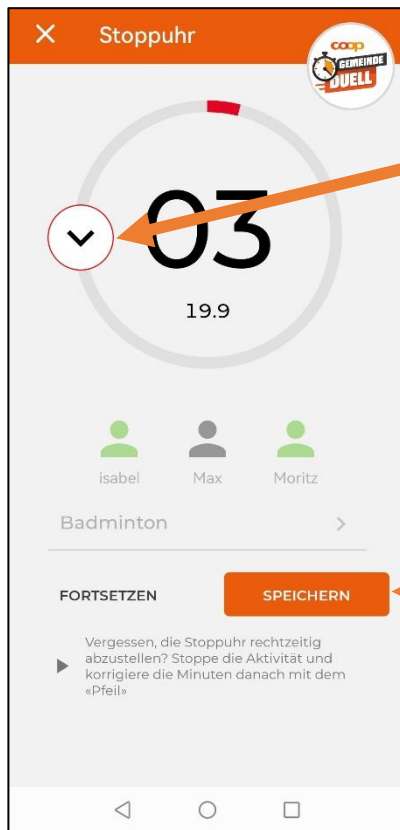 Stoppuhr
coop
GEMEINDE
DUELL
03
19.9
isabel Max Moritz
Badminton
FORTSETZEN SPEICHERN
Vergessen, die Stoppuhr rechtzeitig
abzustellen? Stoppe die Aktivität und
korrigiere die Minuten danach mit dem
«Pfeil»